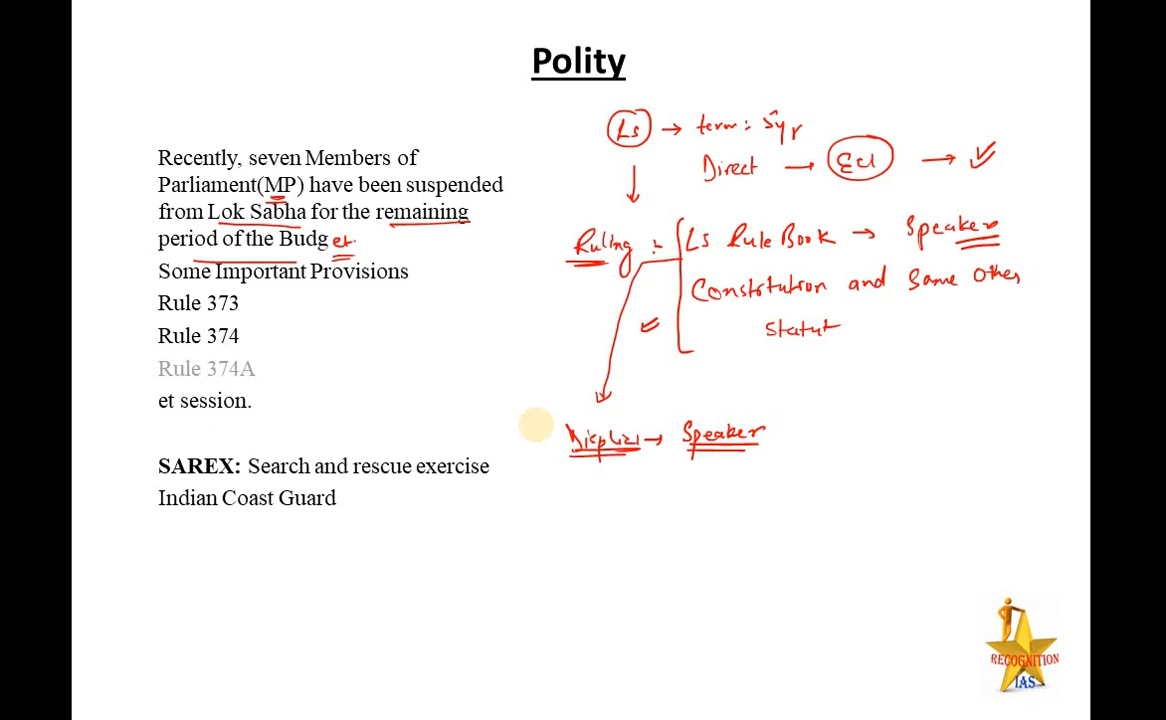 Polity
Recently, seven Members of
Parliament(MP) have been suspended
from Lok Sabha for the remaining
period of the Budg et.
Some Important Provisions
Rule 373
Rule 374
Rule 374A
et session.
SAREX: Search and rescue exercise
Indian Coast Guard
Ls → term: 5yr
Direct → ECI →
Ruling :- Ls Rule Book → Speaker
Constitution and Some Other
Statut
→ Speaker
RECOGNITION
IAS